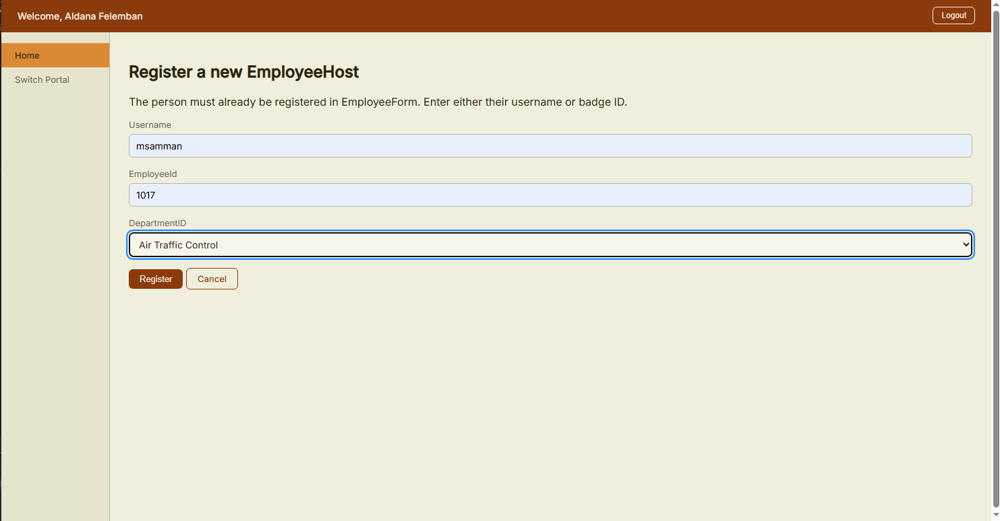 Welcome, Aldana Felemban
Logout
Home
Switch Portal
Register a new EmployeeHost
The person must already be registered in EmployeeForm. Enter either their username or badge ID.
Username
msamman
EmployeeId
1017
DepartmentID
Air Traffic Control
Register
Cancel